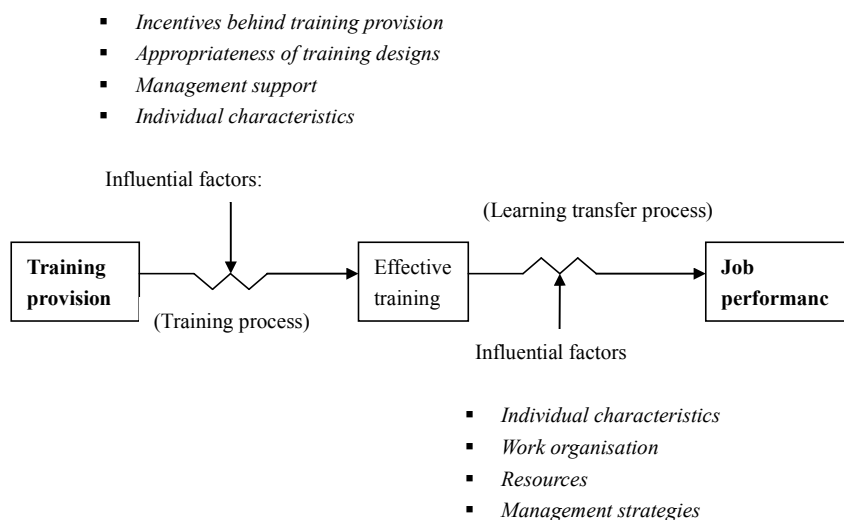 ▪ Incentives behind training provision
▪ Appropriateness of training designs
▪ Management support
▪ Individual characteristics
Influential factors:
(Learning transfer process)
Training
provision
Effective
training
Job
performanc
(Training process)
Influential factors
▪ Individual characteristics
▪ Work organisation
▪ Resources
▪ Management strategies